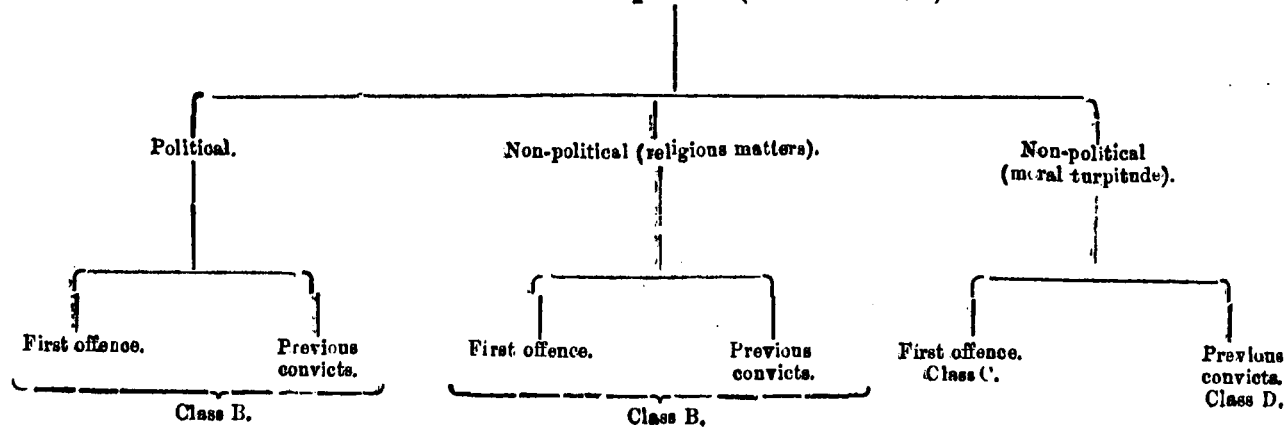 Political.
Non-political (religious matters).
Non-political
(moral turpitude).
First offence.
Previous
convicts.
First offence.
Previous
convicts.
First offence.
Class C.
Previous
convicts.
Class D.
Class B.
Class B.